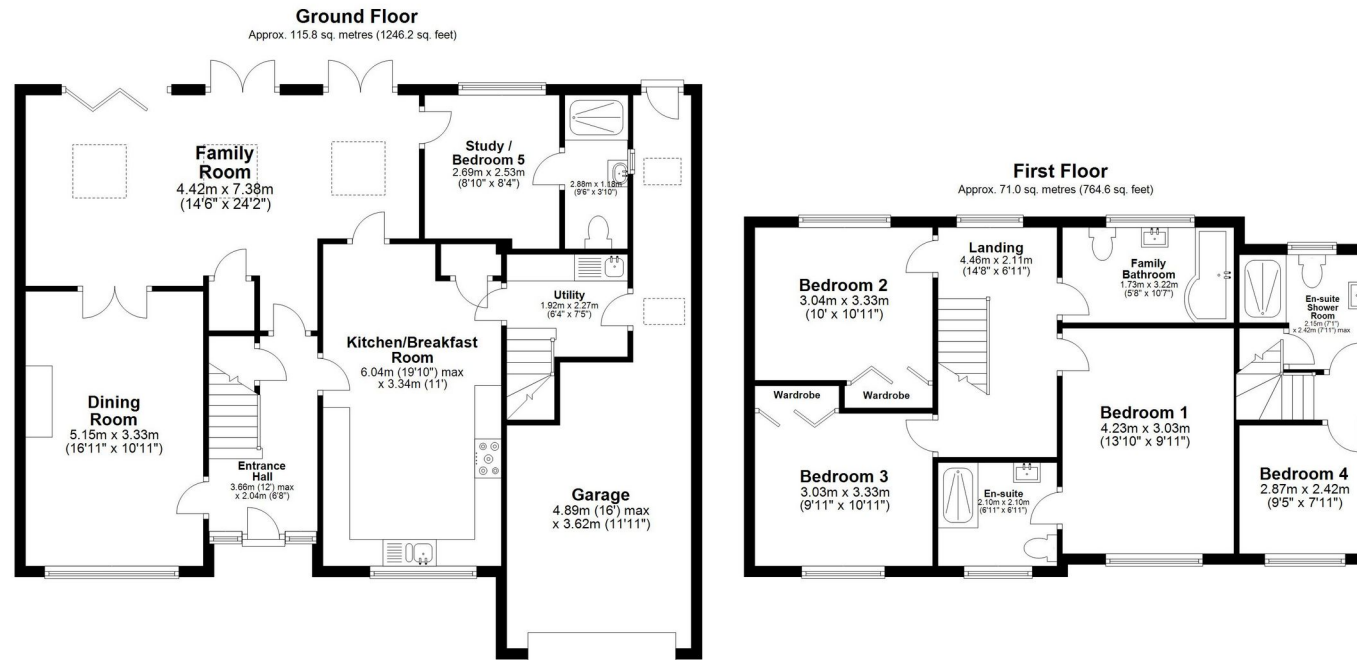 Ground Floor
Approx. 115.8 sq. metres (1246.2 sq. feet)
Family
Room
4.42m x 7.38m
(14'6" x 24'2")
Study /
Bedroom 5
2.69m x 2.53m
(8'10" x 8'4")
2.88m x 1.18m
(9'6" x 3'10")
Utility
1.92m x 2.27m
(6'4" x 7'5")
Kitchen/Breakfast
Room
6.04m (19'10") max
x 3.34m (11')
Dining
Room
5.15m x 3.33m
(16'11" x 10'11")
Entrance
Hall
3.66m (12') max
x 2.04m (6'8")
Garage
4.89m (16') max
x 3.62m (11'11")
First Floor
Approx. 71.0 sq. metres (764.6 sq. feet)
Bedroom 2
3.04m x 3.33m
(10' x 10'11")
Landing
4.46m x 2.11m
(14'8" x 6'11")
Family
Bathroom
1.73m x 3.22m
(5'8" x 10'7")
En-suite
Shower
Room
2.15m (7'1")
x 2.42m (7'11") max
Wardrobe
Wardrobe
Bedroom 1
4.23m x 3.03m
(13'10" x 9'11")
Bedroom 3
3.03m x 3.33m
(9'11" x 10'11")
En-suite
2.10m x 2.10m
(6'11" x 6'11")
Bedroom 4
2.87m x 2.42m
(9'5" x 7'11")